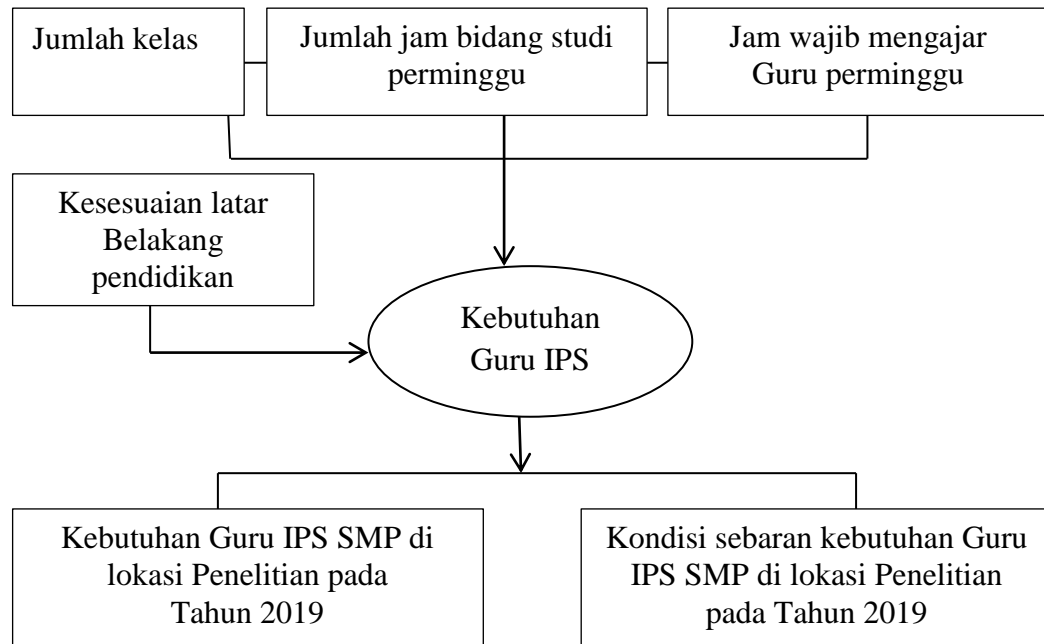 Jumlah kelas
Jumlah jam bidang studi
perminggu
Jam wajib mengajar
Guru perminggu
Kesesuaian latar
Belakang
pendidikan
Kebutuhan
Guru IPS
Kebutuhan Guru IPS SMP di
lokasi Penelitian pada
Tahun 2019
Kondisi sebaran kebutuhan Guru
IPS SMP di lokasi Penelitian
pada Tahun 2019